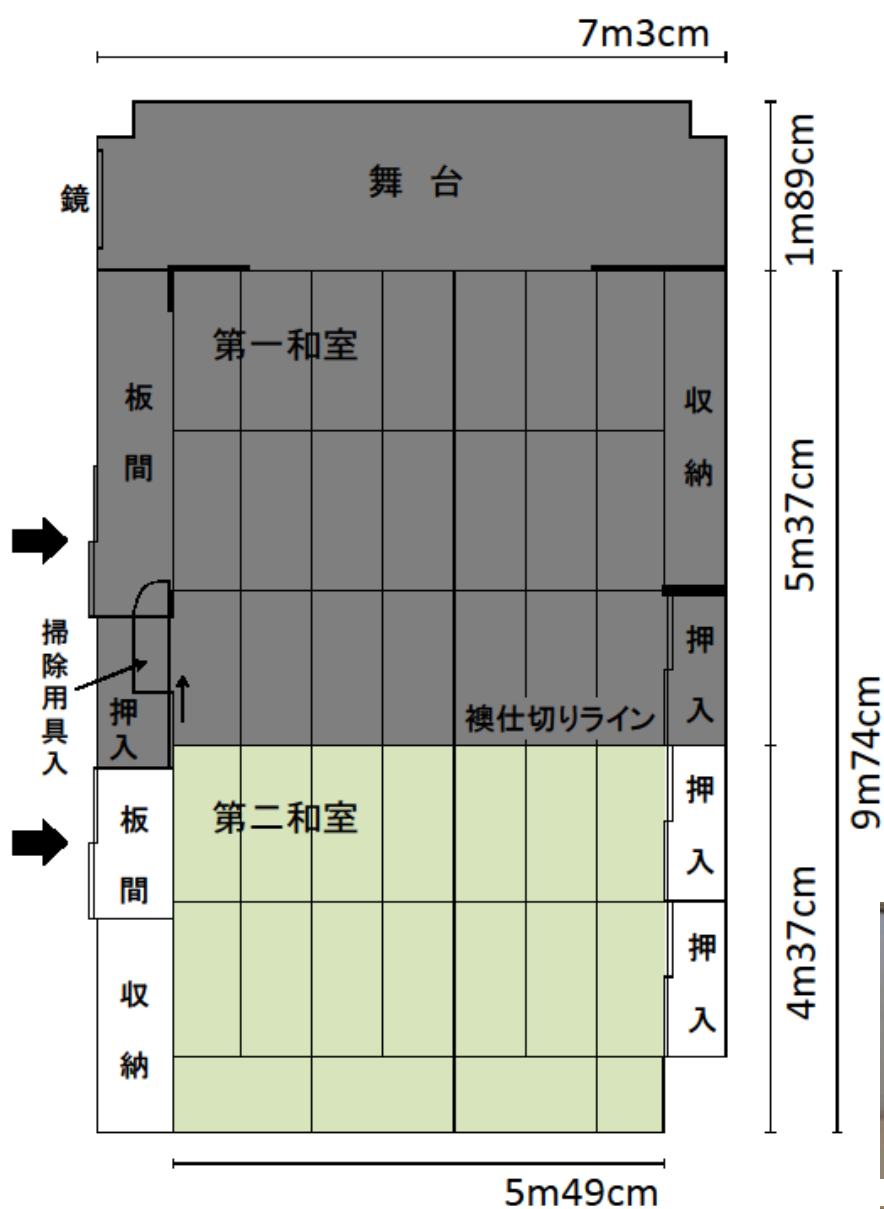 7m3cm
舞 台
鏡
1m89cm
第一和室
板間
収納
5m37cm
掃除用具入
押入
押入
襖仕切りライン
9m74cm
第二和室
板間
押入
4m37cm
収納
押入
5m49cm